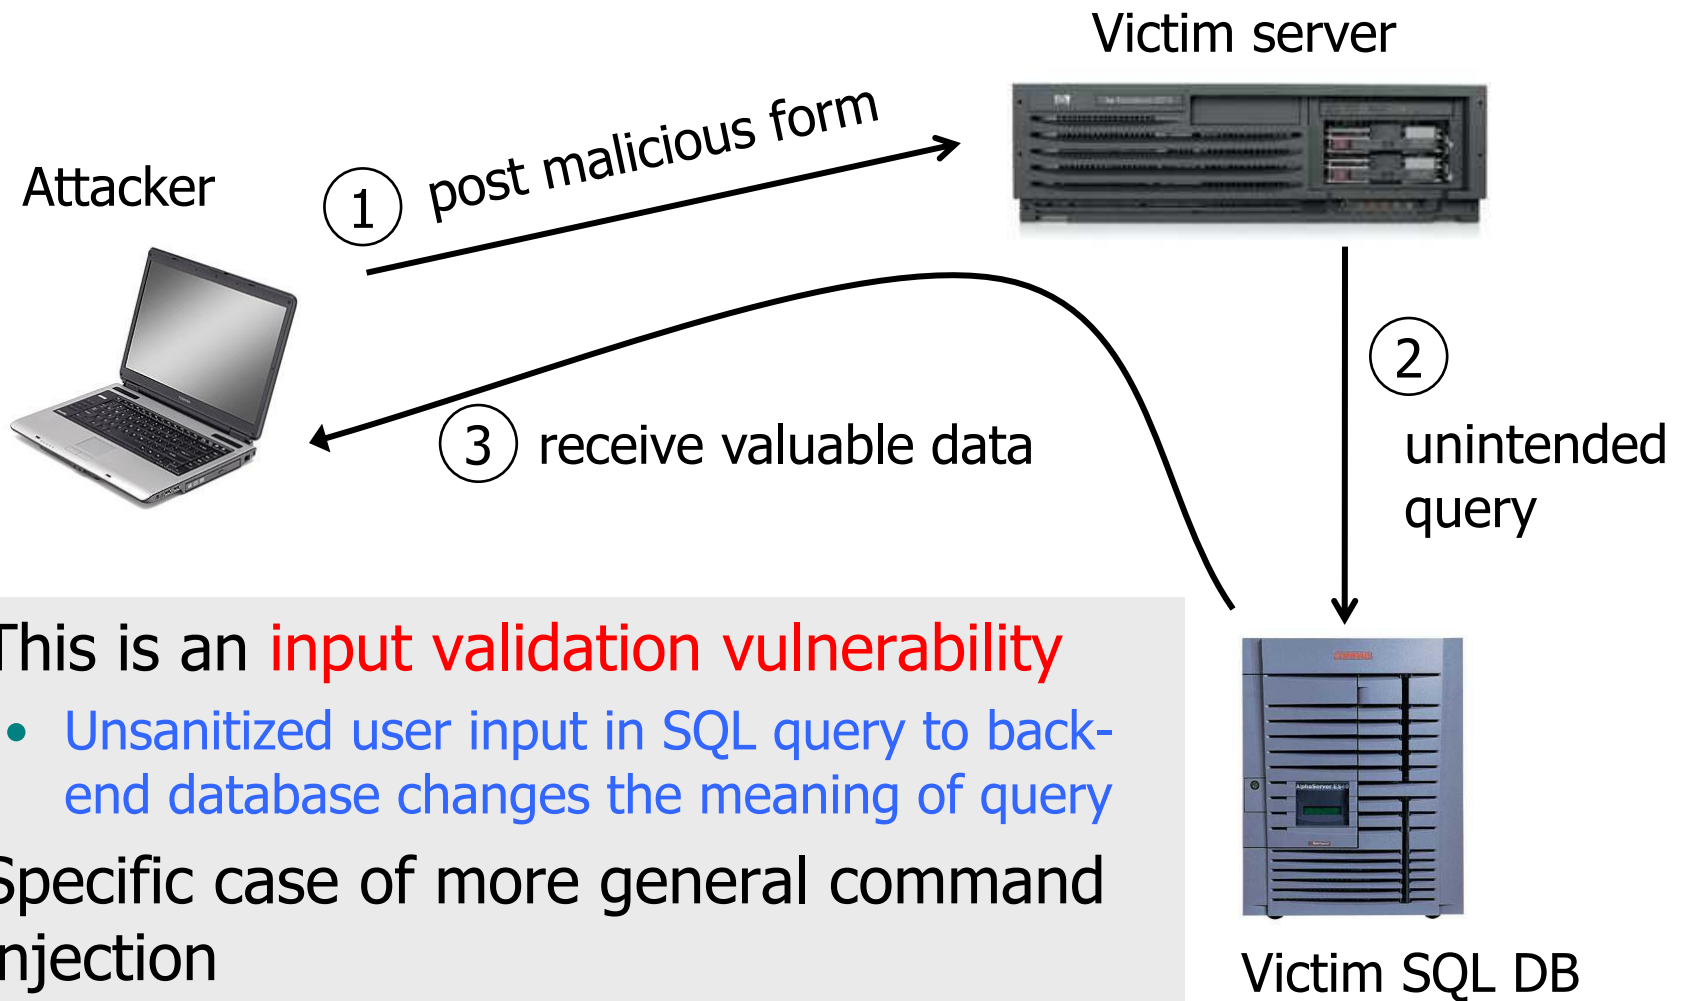 Victim server
Attacker
1 post malicious form
2
unintended
query
3 receive valuable data
This is an input validation vulnerability
• Unsanitized user input in SQL query to back-
end database changes the meaning of query
Specific case of more general command
injection
Victim SQL DB